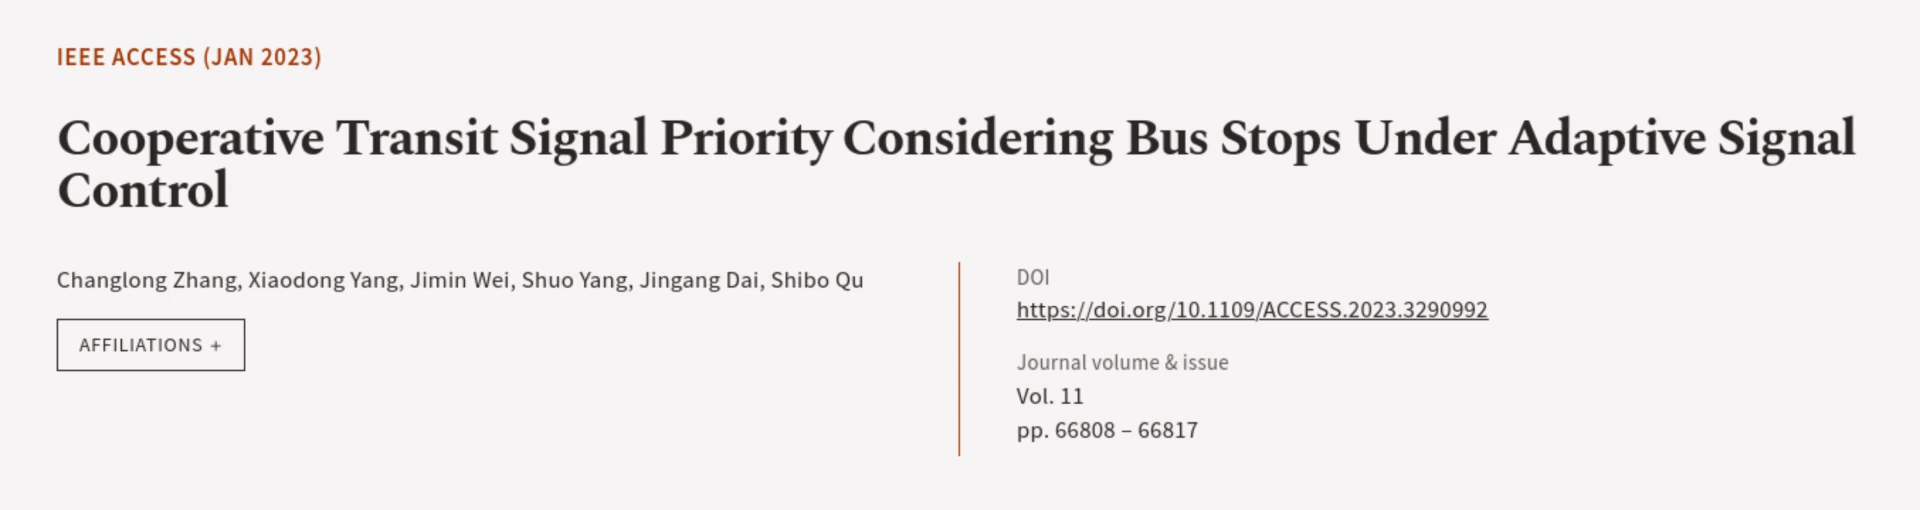 IEEE ACCESS (JAN 2023)
Cooperative Transit Signal Priority Considering Bus Stops Under Adaptive Signal
Control
Changlong Zhang, Xiaodong Yang, Jimin Wei, Shuo Yang, Jingang Dai, Shibo Qu
AFFILIATIONS +
DOI
https://doi.org/10.1109/ACCESS.2023.3290992
Journal volume & issue
Vol. 11
pp. 66808 – 66817